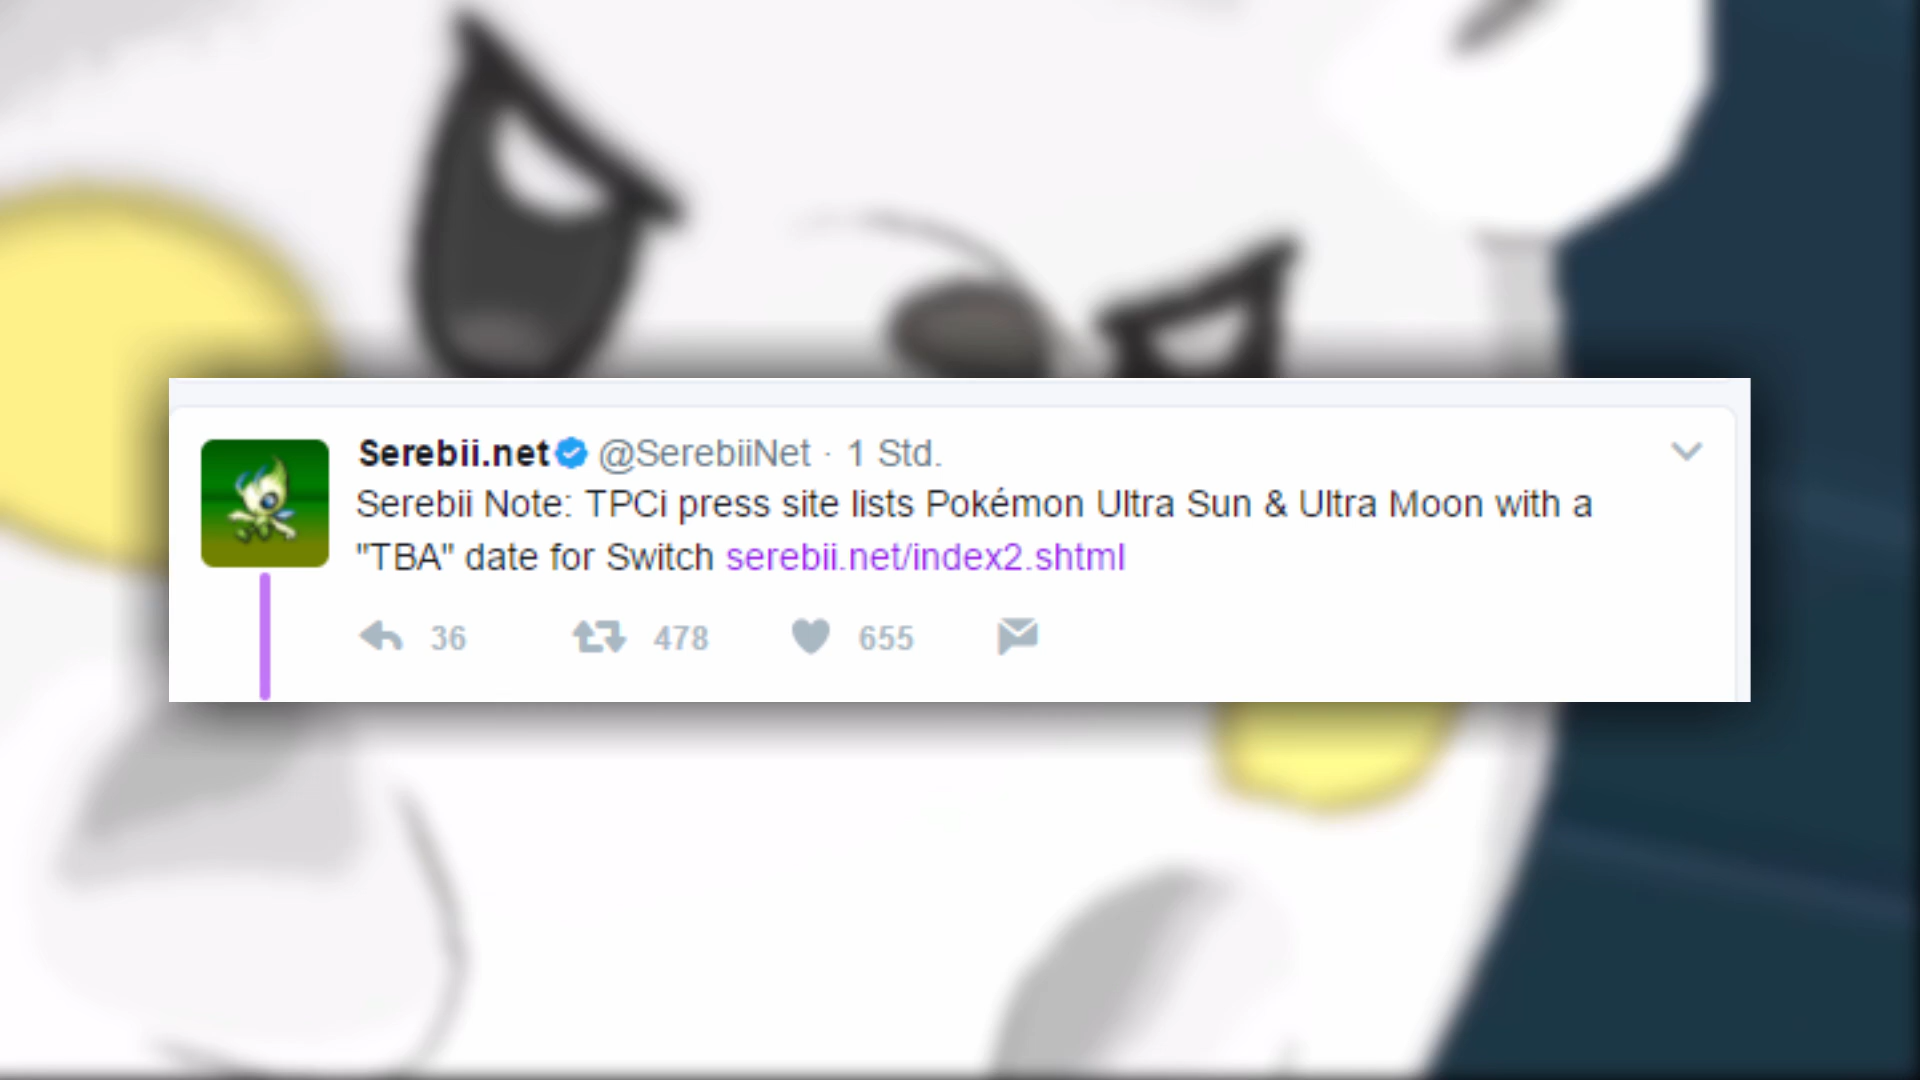 Serebii.net @SerebiiNet · 1 Std.
Serebii Note: TPCi press site lists Pokémon Ultra Sun & Ultra Moon with a
"TBA" date for Switch serebii.net/index2.shtml
36 478 655